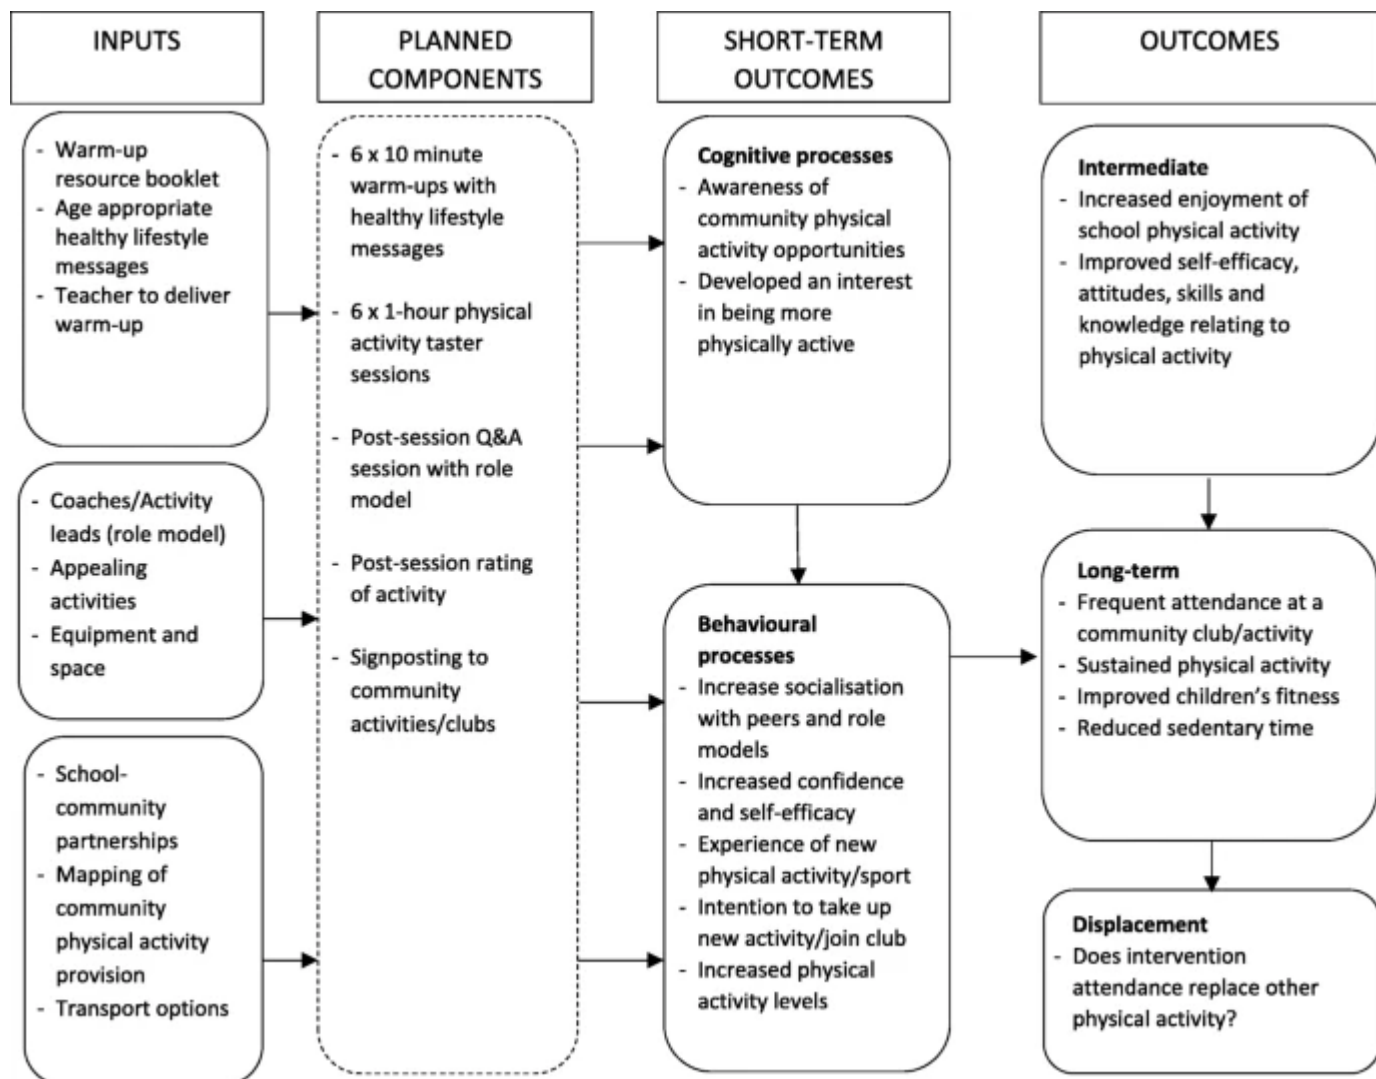 INPUTS
- Warm-up
resource booklet
- Age appropriate
healthy lifestyle
messages
- Teacher to deliver
warm-up
- Coaches/Activity
leads (role model)
- Appealing
activities
- Equipment and
space
- School-
community
partnerships
- Mapping of
community
physical activity
provision
- Transport options
PLANNED
COMPONENTS
- 6 x 10 minute
warm-ups with
healthy lifestyle
messages
- 6 x 1-hour physical
activity taster
sessions
- Post-session Q&A
session with role
model
- Post-session rating
of activity
- Signposting to
community
activities/clubs
SHORT-TERM
OUTCOMES
Cognitive processes
- Awareness of
community physical
activity opportunities
- Developed an interest
in being more
physically active
Behavioural
processes
- Increase socialisation
with peers and role
models
- Increased confidence
and self-efficacy
- Experience of new
physical activity/sport
- Intention to take up
new activity/join club
- Increased physical
activity levels
OUTCOMES
Intermediate
- Increased enjoyment of
school physical activity
- Improved self-efficacy,
attitudes, skills and
knowledge relating to
physical activity
Long-term
- Frequent attendance at a
community club/activity
- Sustained physical activity
- Improved children's fitness
- Reduced sedentary time
Displacement
- Does intervention
attendance replace other
physical activity?